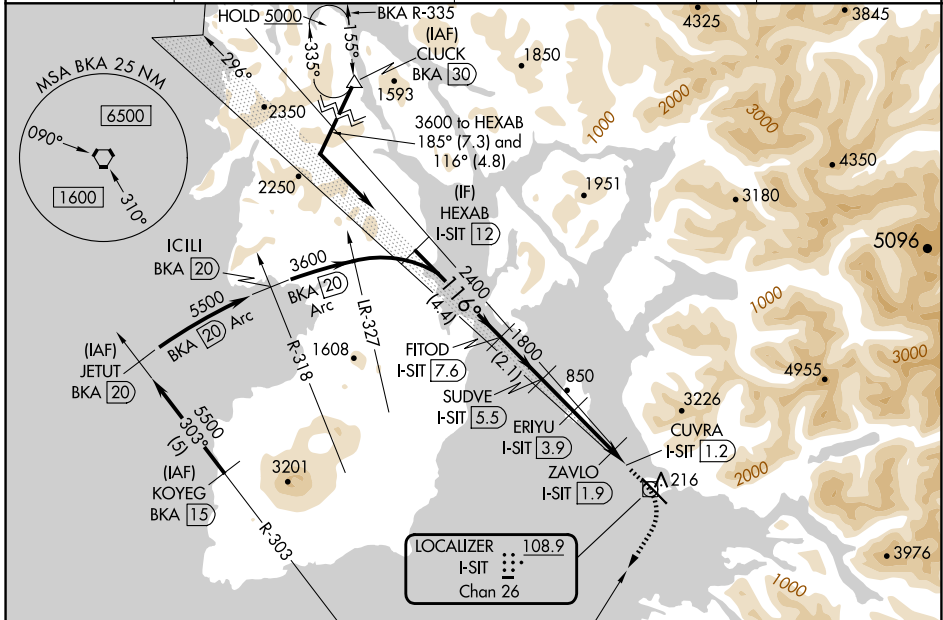 HOLD 5000
BKA R-335
335°
155°
(IAF)
CLUCK
BKA 30
4325
3845
1850
1593
296°
2350
MSA BKA 25 NM
6500
090°
1600
310°
3600 to HEXAB
185° (7.3) and
116° (4.8)
1000
2000
3000
4350
2250
1951
3180
(IF)
HEXAB
I-SIT 12
5096
ICILI
BKA 20
3600
BKA 20
Arc
5500
BKA 20 Arc
2400
116°
(4.4)
1000
LR-327
R-318
1800
(2.1)
(IAF)
JETUT
BKA 20
1608
FITOD
I-SIT 7.6
850
3000
4955
SUDVE
I-SIT 5.5
3226
ERIYU
I-SIT 3.9
CUVRA
I-SIT 1.2
5500
303°
(5)
(IAF)
KOYEG
BKA 15
3201
ZAVLO
I-SIT 1.9
2000
216
R-303
LOCALIZER 108.9
I-SIT
Chan 26
3976
1000